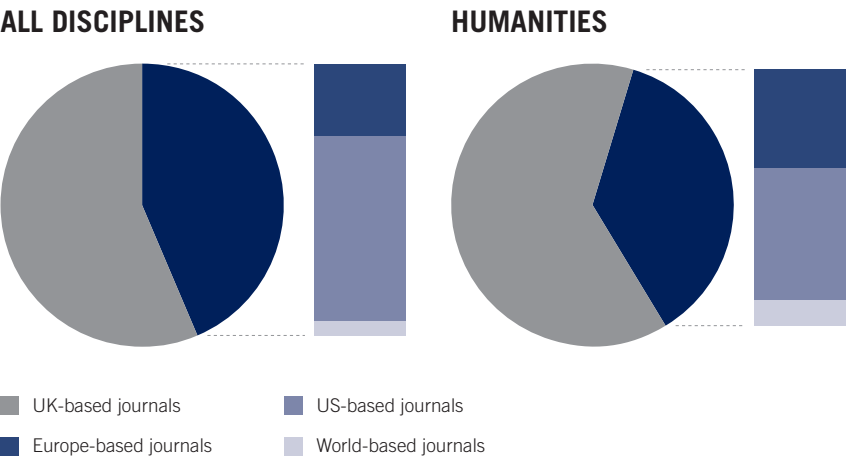 ALL DISCIPLINES
HUMANITIES
UK-based journals
US-based journals
Europe-based journals
World-based journals